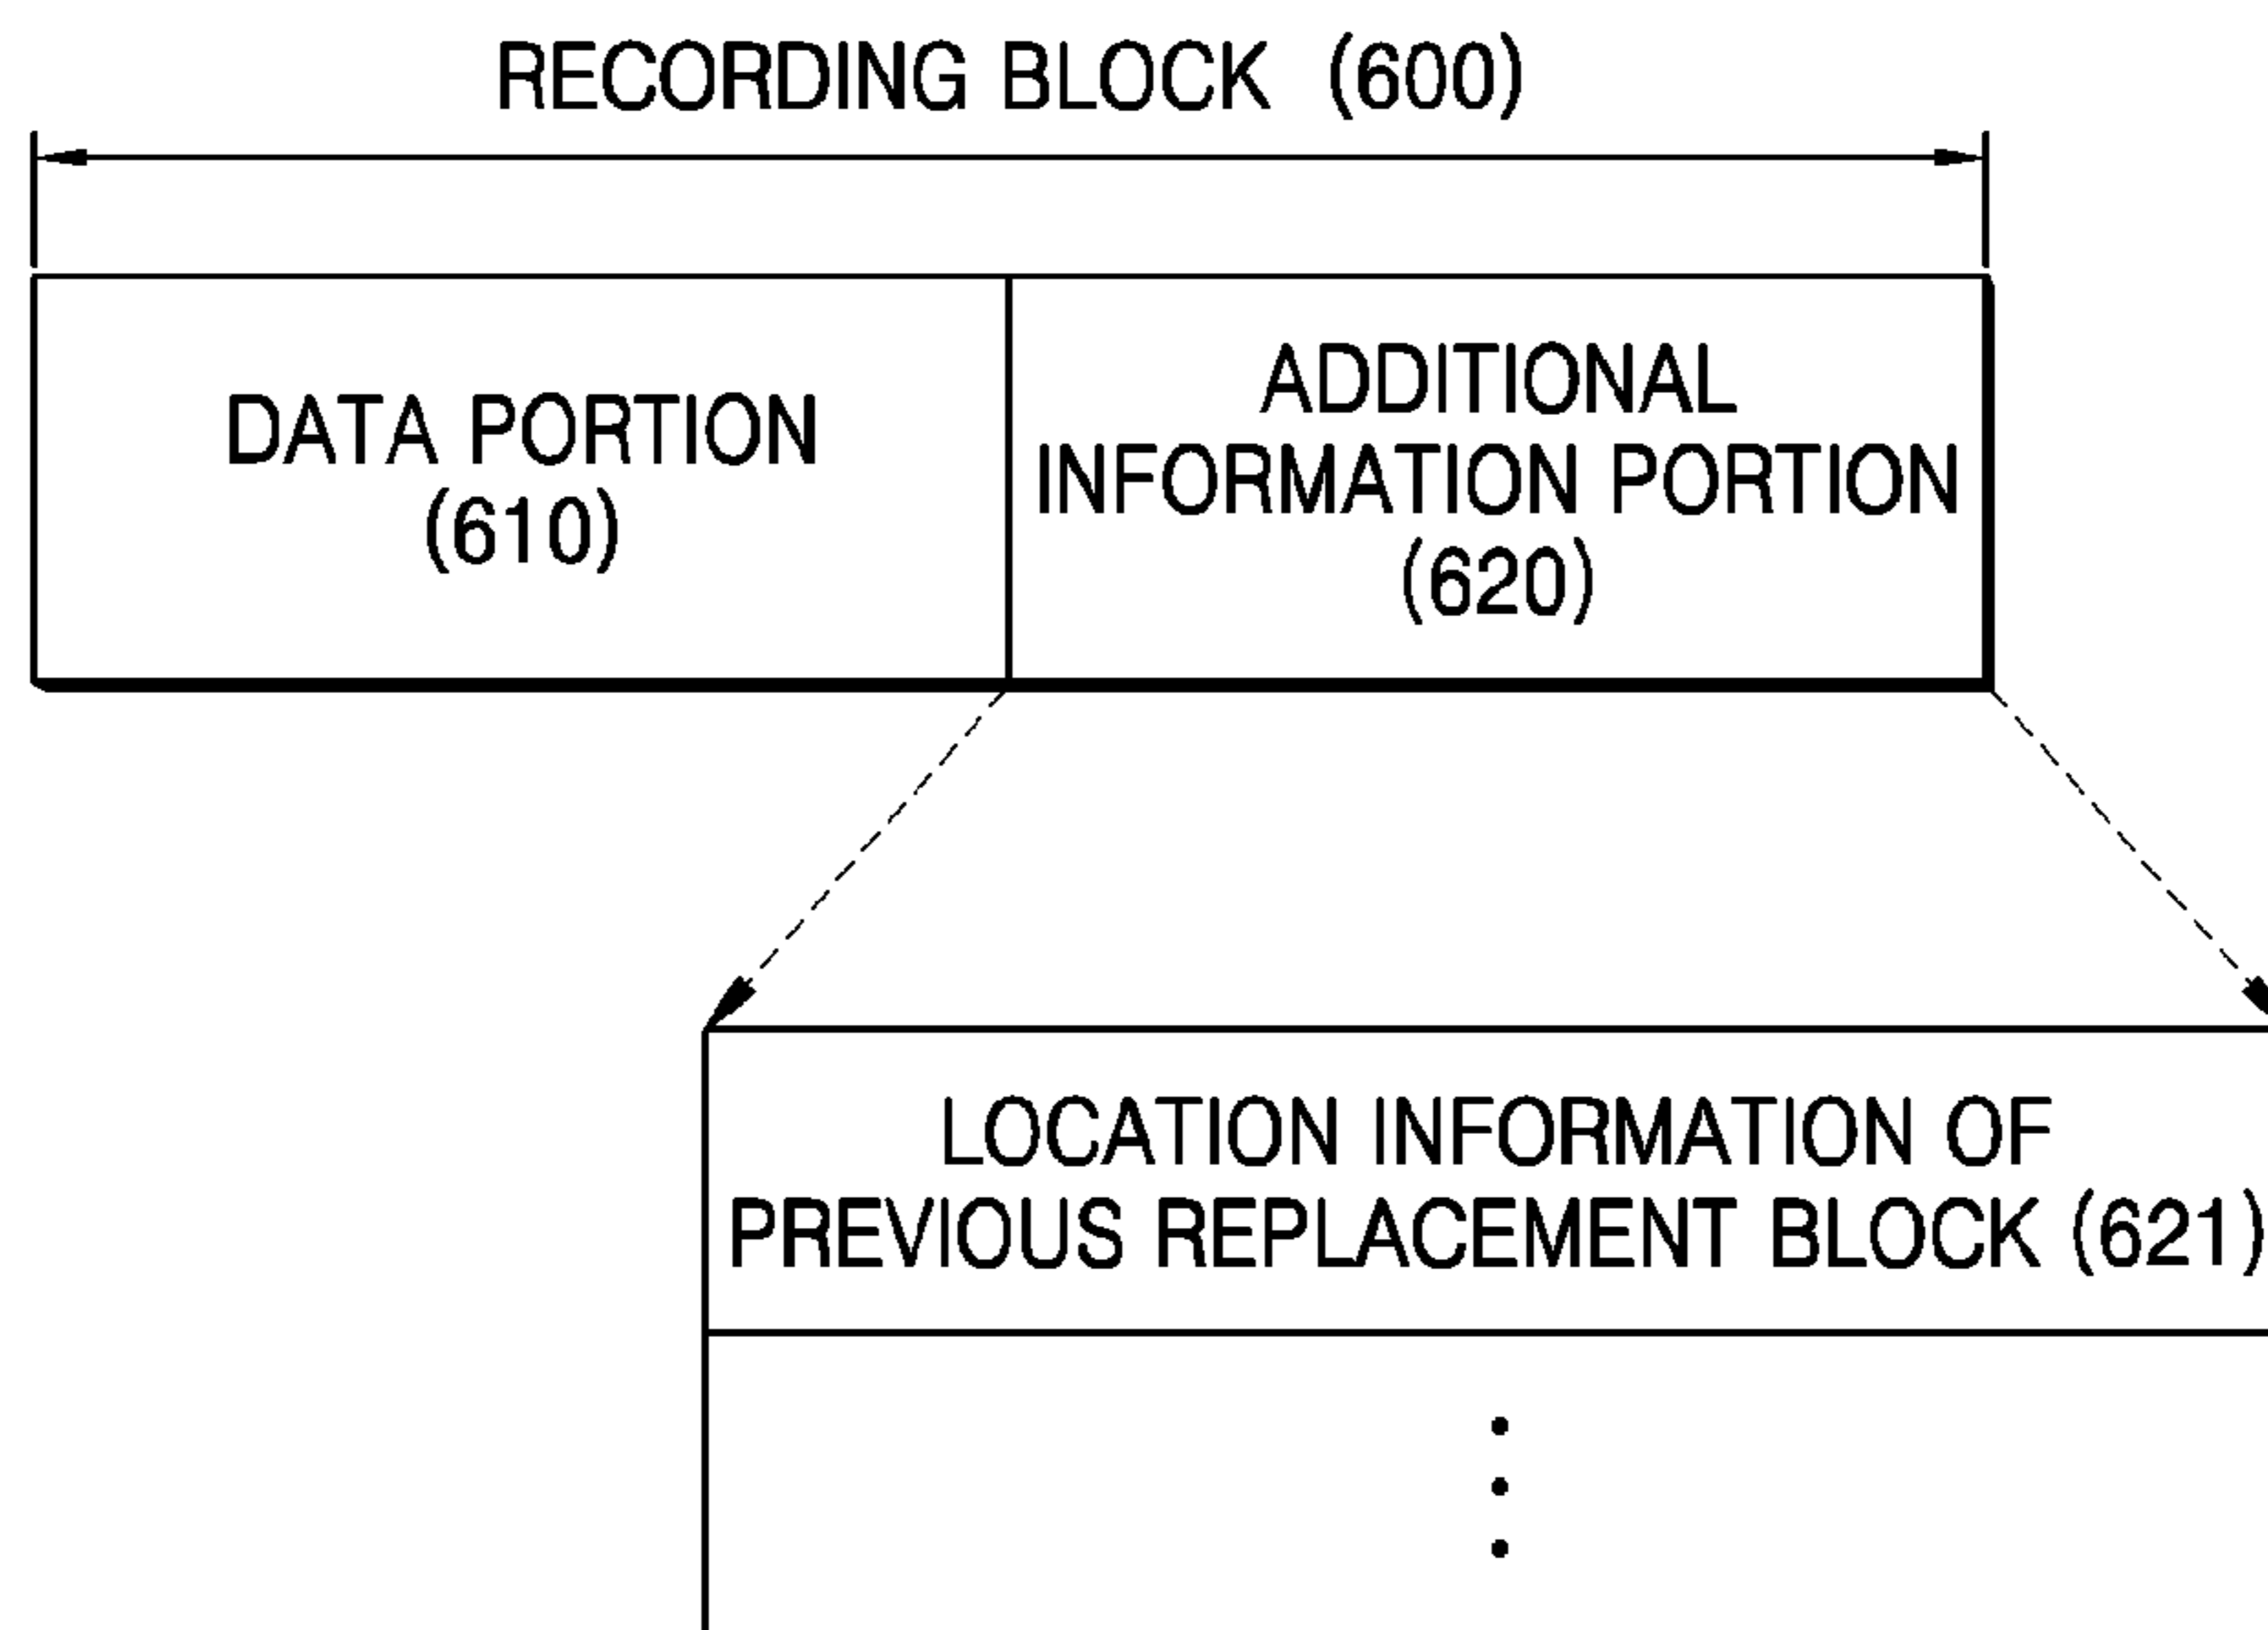 RECORDING BLOCK (600)
DATA PORTION
(610)
ADDITIONAL
INFORMATION PORTION
(620)
LOCATION INFORMATION OF
PREVIOUS REPLACEMENT BLOCK (621)